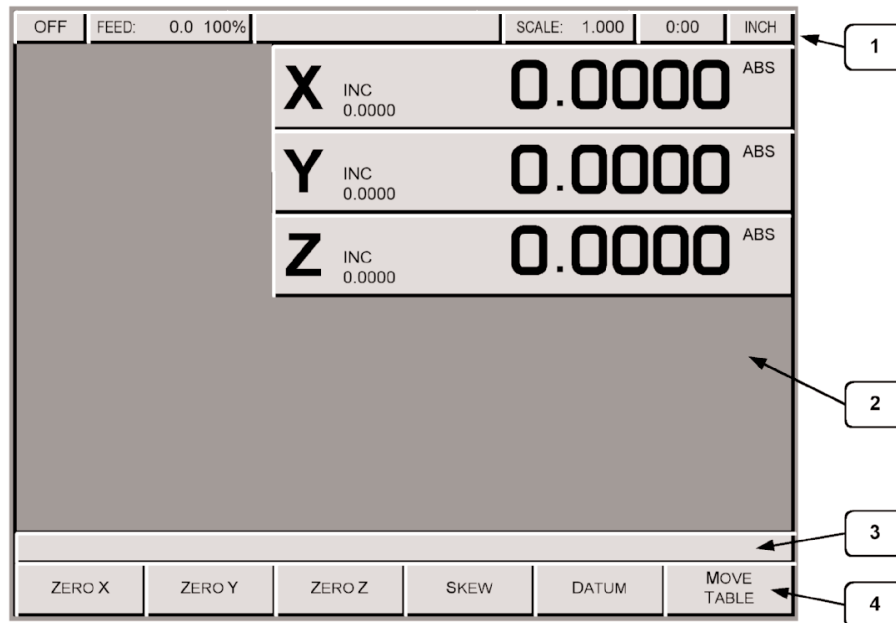 OFF FEED: 0.0 100% SCALE: 1.000 0:00 INCH
1
X INC 0.0000 0.0000 ABS
Y INC 0.0000 0.0000 ABS
Z INC 0.0000 0.0000 ABS
2
3
ZERO X ZERO Y ZERO Z SKEW DATUM MOVE TABLE
4